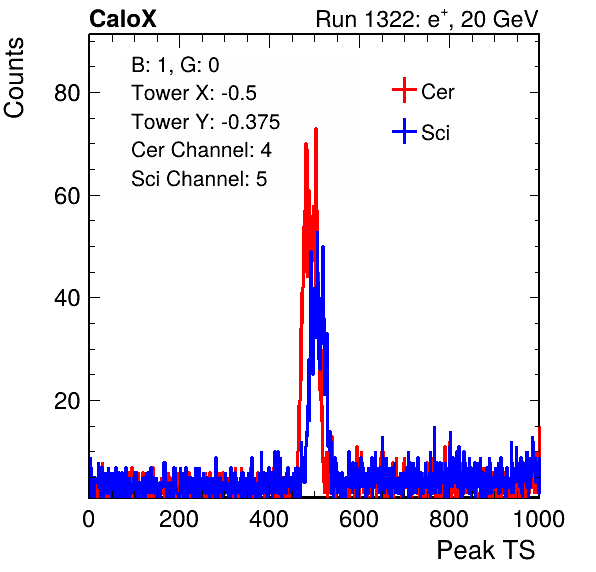 CaloX Run 1322: e⁺, 20 GeV
Counts
B: 1, G: 0
Tower X: -0.5
Tower Y: -0.375
Cer Channel: 4
Sci Channel: 5
Cer
Sci
80
60
40
20
0 200 400 600 800 1000
Peak TS